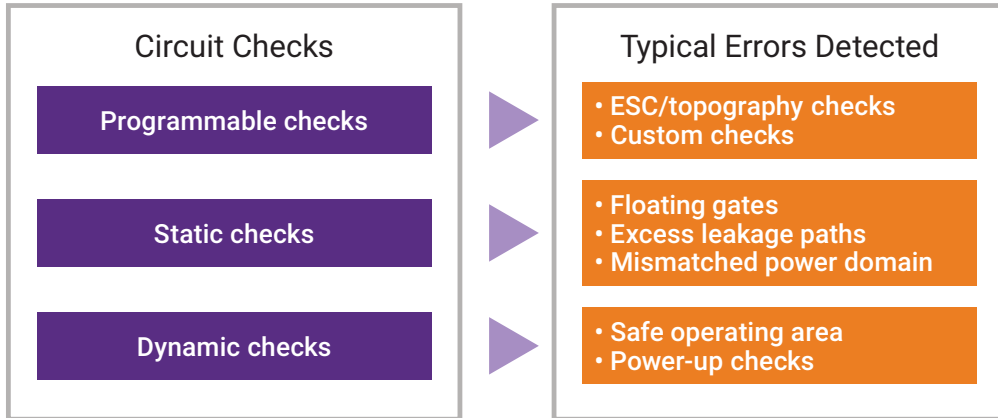 Circuit Checks
Programmable checks
Static checks
Dynamic checks
Typical Errors Detected
• ESC/topography checks
• Custom checks
• Floating gates
• Excess leakage paths
• Mismatched power domain
• Safe operating area
• Power-up checks